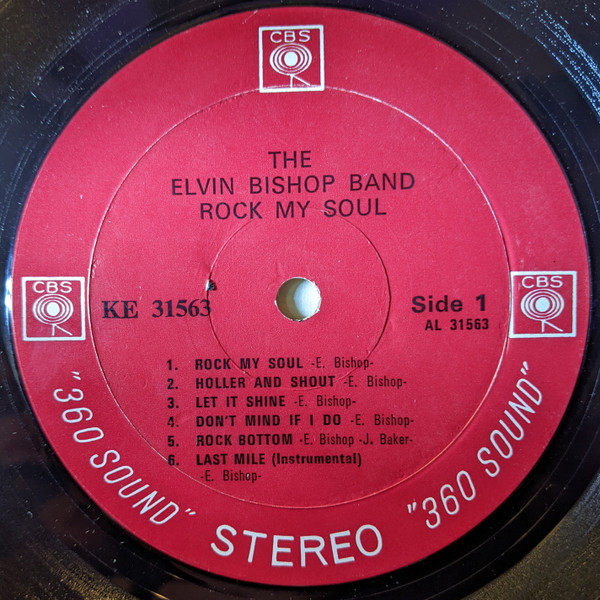 CBS
THE
ELVIN BISHOP BAND
ROCK MY SOUL
CBS
KE 31563
Side 1
AL 31563
CBS
1. ROCK MY SOUL -E. Bishop-
2. HOLLER AND SHOUT -E. Bishop-
3. LET IT SHINE -E. Bishop-
4. DON'T MIND IF I DO -E. Bishop-
5. ROCK BOTTOM -E. Bishop -J. Baker-
6. LAST MILE (Instrumental)
-E. Bishop-
"360 SOUND"
STEREO
"360 SOUND"